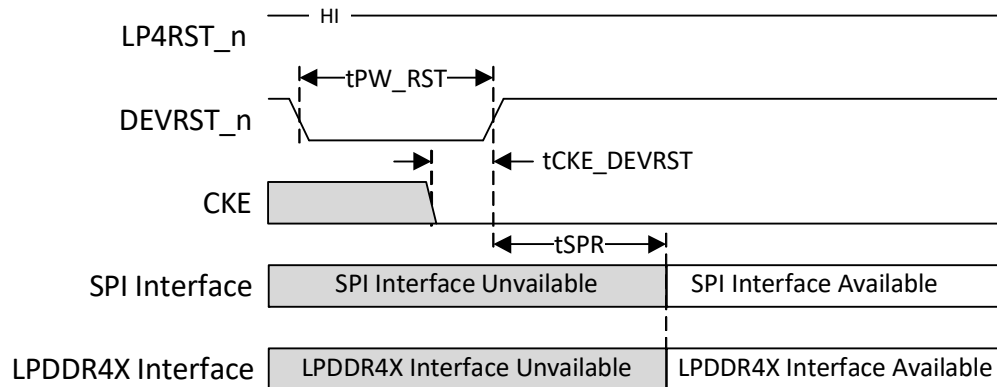 HI
LP4RST_n
tPW_RST
DEVRST_n
tCKE_DEVRST
CKE
tSPR
SPI Interface SPI Interface Unvailable SPI Interface Available
LPDDR4X Interface LPDDR4X Interface Unvailable LPDDR4X Interface Available